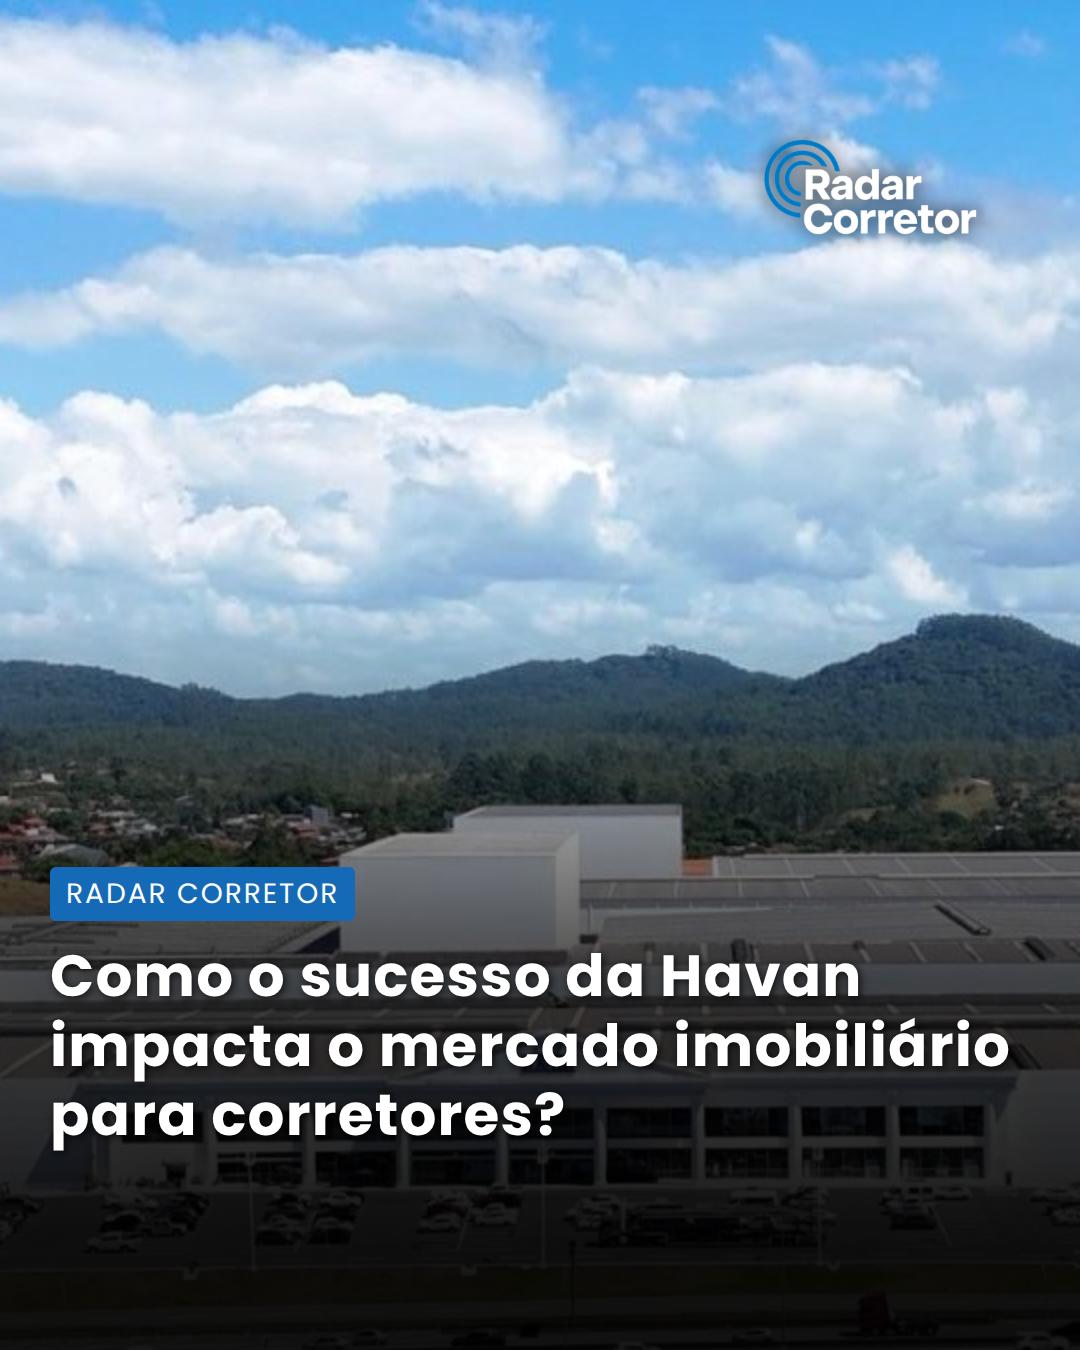 Radar
Corretor
RADAR CORRETOR
Como o sucesso da Havan
impacta o mercado imobiliário
para corretores?